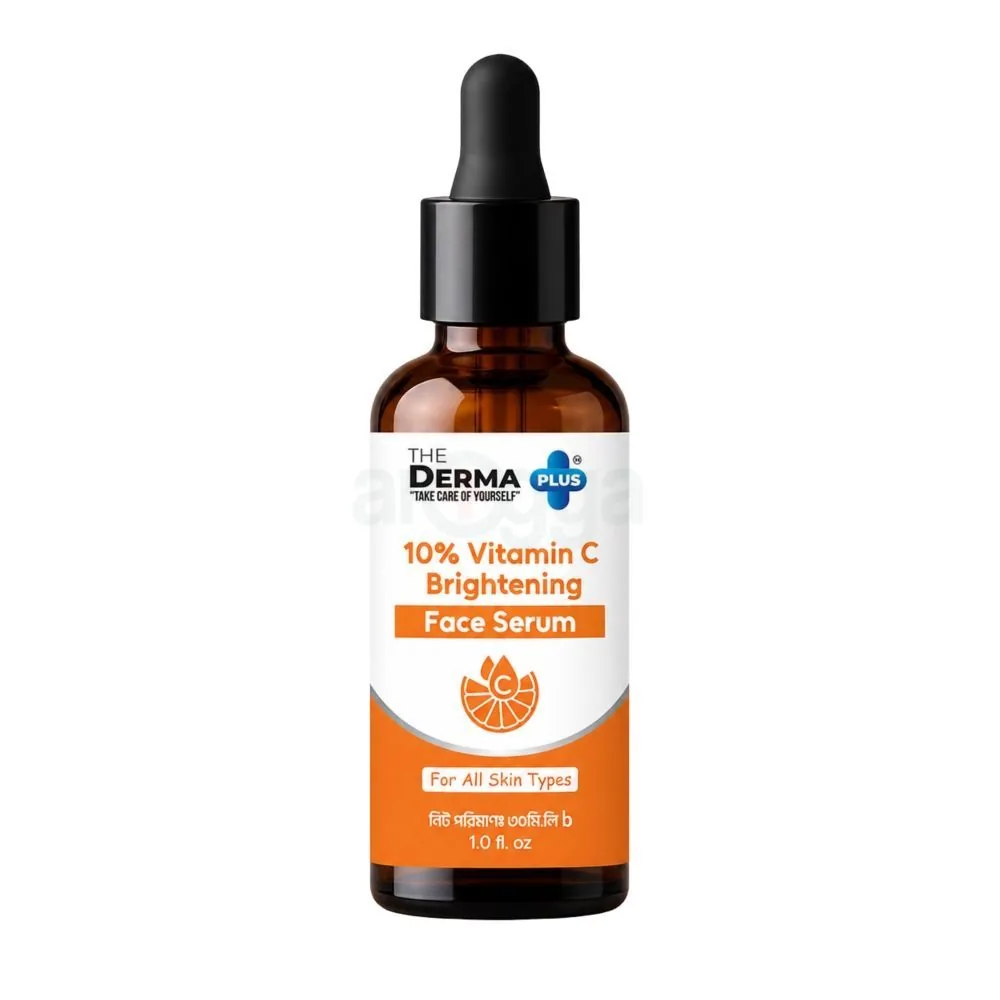 THE
DERMA PLUS
"TAKE CARE OF YOURSELF"
10% Vitamin C
Brightening
Face Serum
C
For All Skin Types
নিট পরিমাণঃ ৩০মি.লি b
1.0 fl. oz
arogga